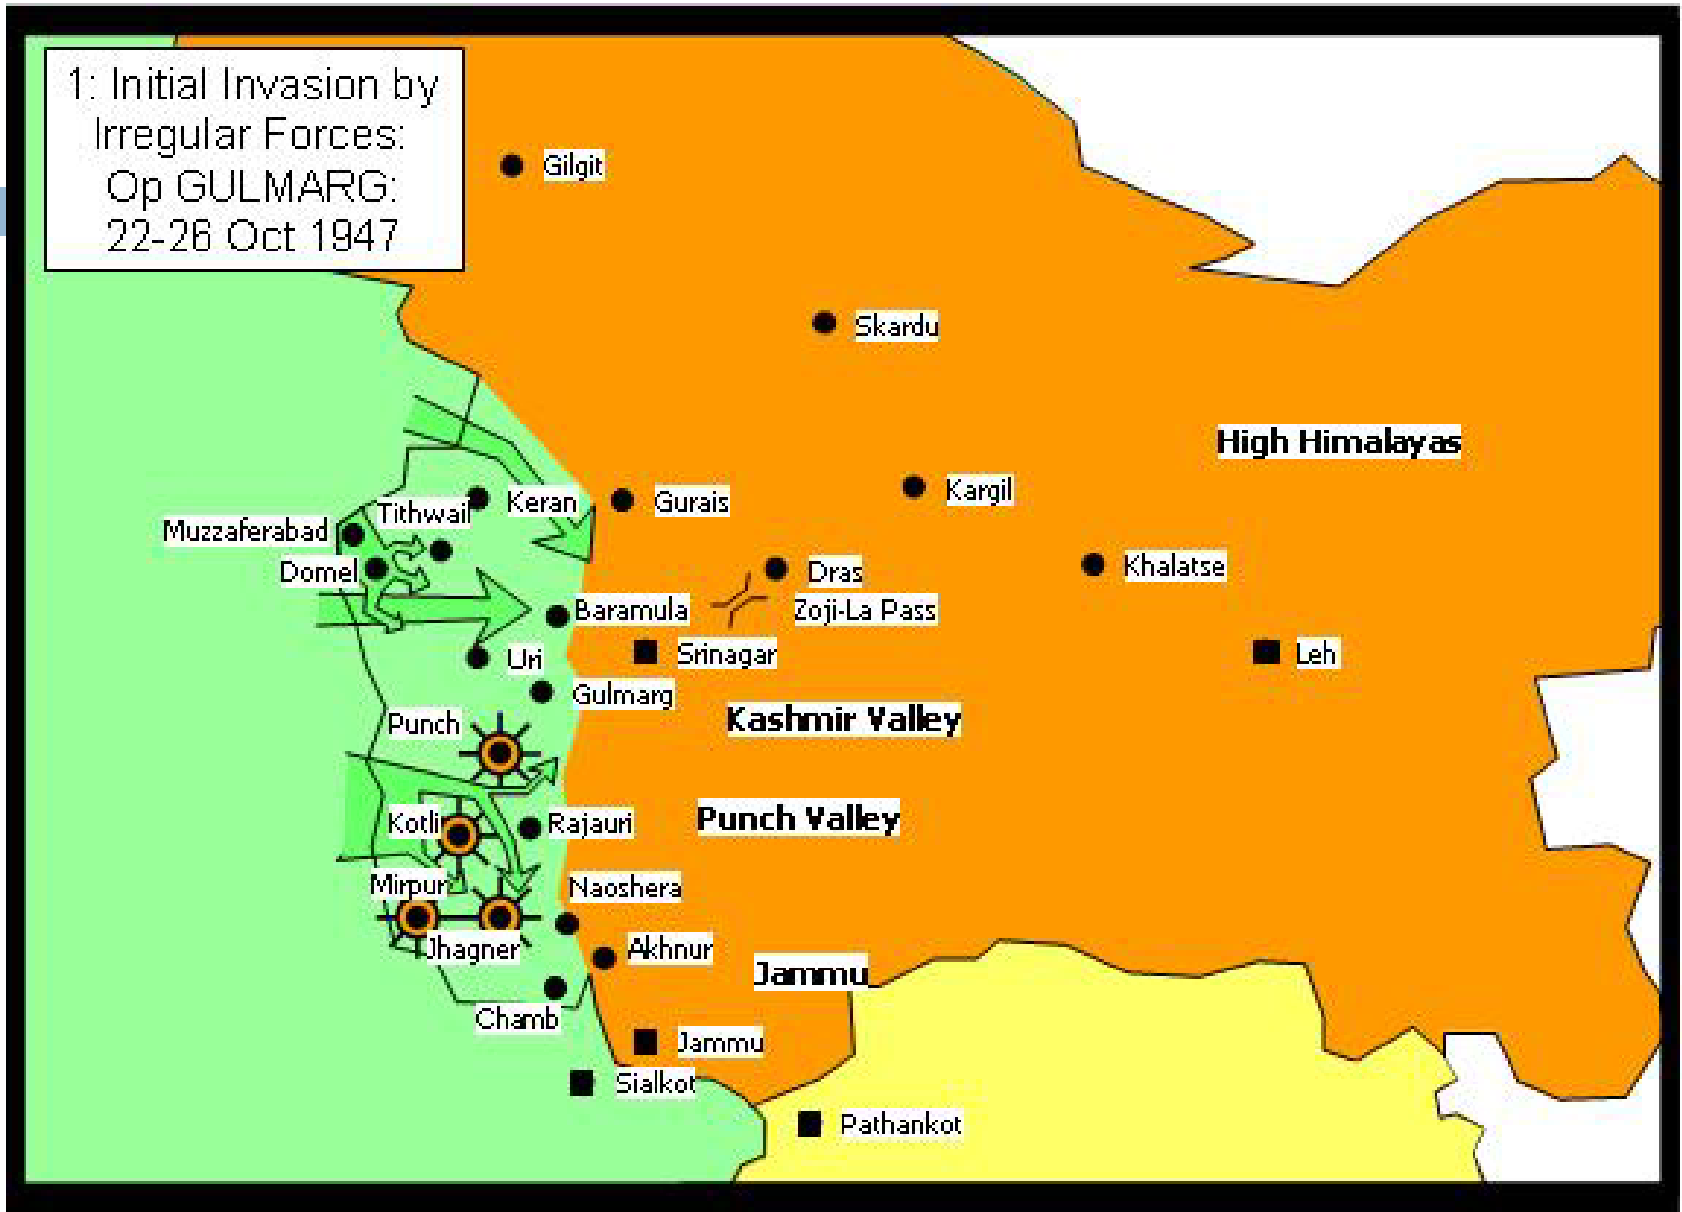 1: Initial Invasion by
Irregular Forces:
Op GULMARG:
22-26 Oct 1947
Gilgit
Skardu
High Himalayas
Kargil
Keran
Gurais
Tithwail
Muzzaferabad
Domel
Dras
Khalatse
Baramula
Zoji-La Pass
Uri
Srinagar
Leh
Gulmarg
Kashmir Valley
Punch
Punch Valley
Kotli
Rajauri
Mirpur
Naoshera
Jhagner
Akhnur
Jammu
Chamb
Jammu
Sialkot
Pathankot